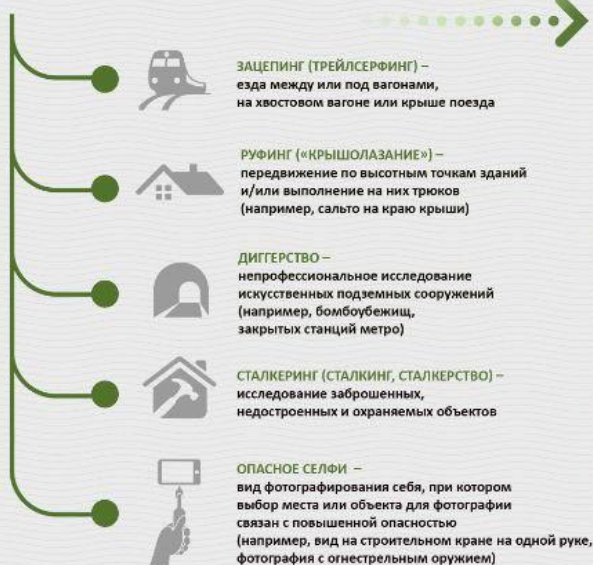 ЗАЦЕПИНГ (ТРЕЙЛСЕРФИНГ) –
езда между или под вагонами,
на хвостовом вагоне или крыше поезда
РУФИНГ («КРЫШОЛАЗАНИЕ») –
передвижение по высотным точкам зданий
и/или выполнение на них трюков
(например, сальто на краю крыши)
ДИГГЕРСТВО –
непрофессиональное исследование
искусственных подземных сооружений
(например, бомбоубежищ,
закрытых станций метро)
СТАЛКЕРИНГ (СТАЛКИНГ, СТАЛКЕРСТВО) –
исследование заброшенных,
недостроенных и охраняемых объектов
ОПАСНОЕ СЕЛФИ –
вид фотографирования себя, при котором
выбор места или объекта для фотографии
связан с повышенной опасностью
(например, вид на строительном кране на одной руке,
фотография с огнестрельным оружием)